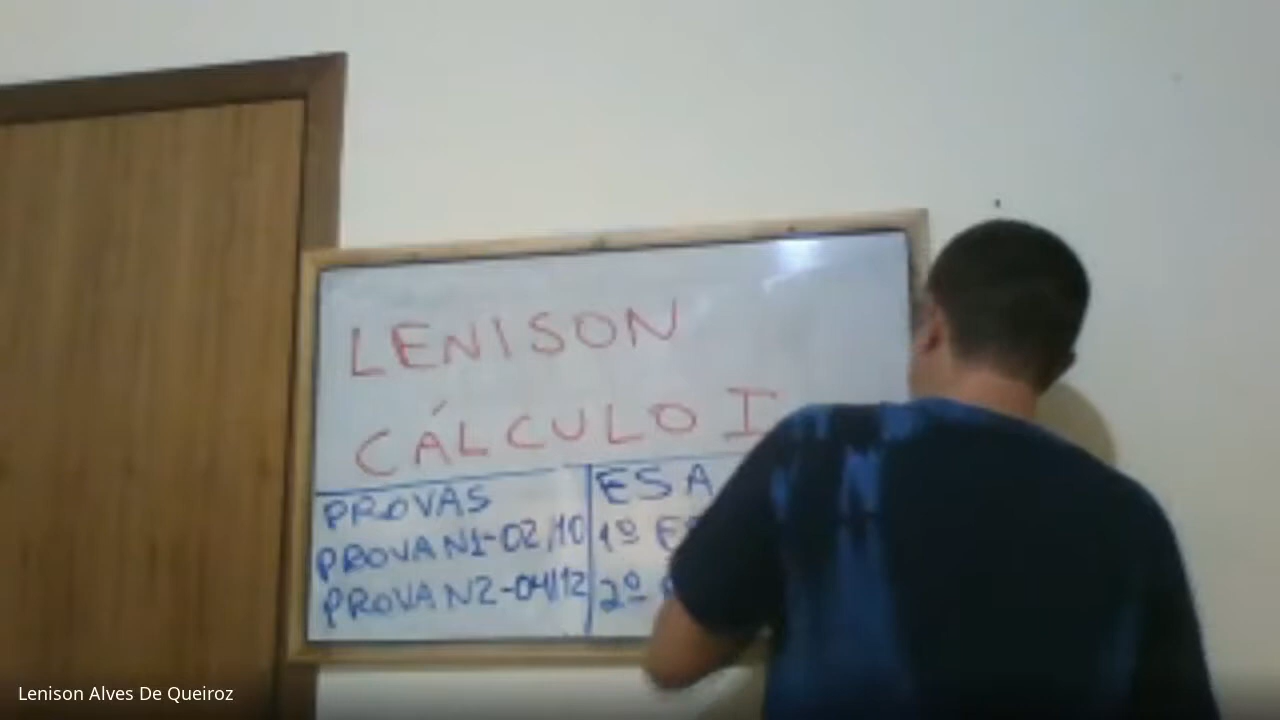 LENISON
CÁLCULO I
PROVAS
PROVA N1-02/10
PROVA N2-04/12
ESA
1º
2º
Lenison Alves De Queiroz